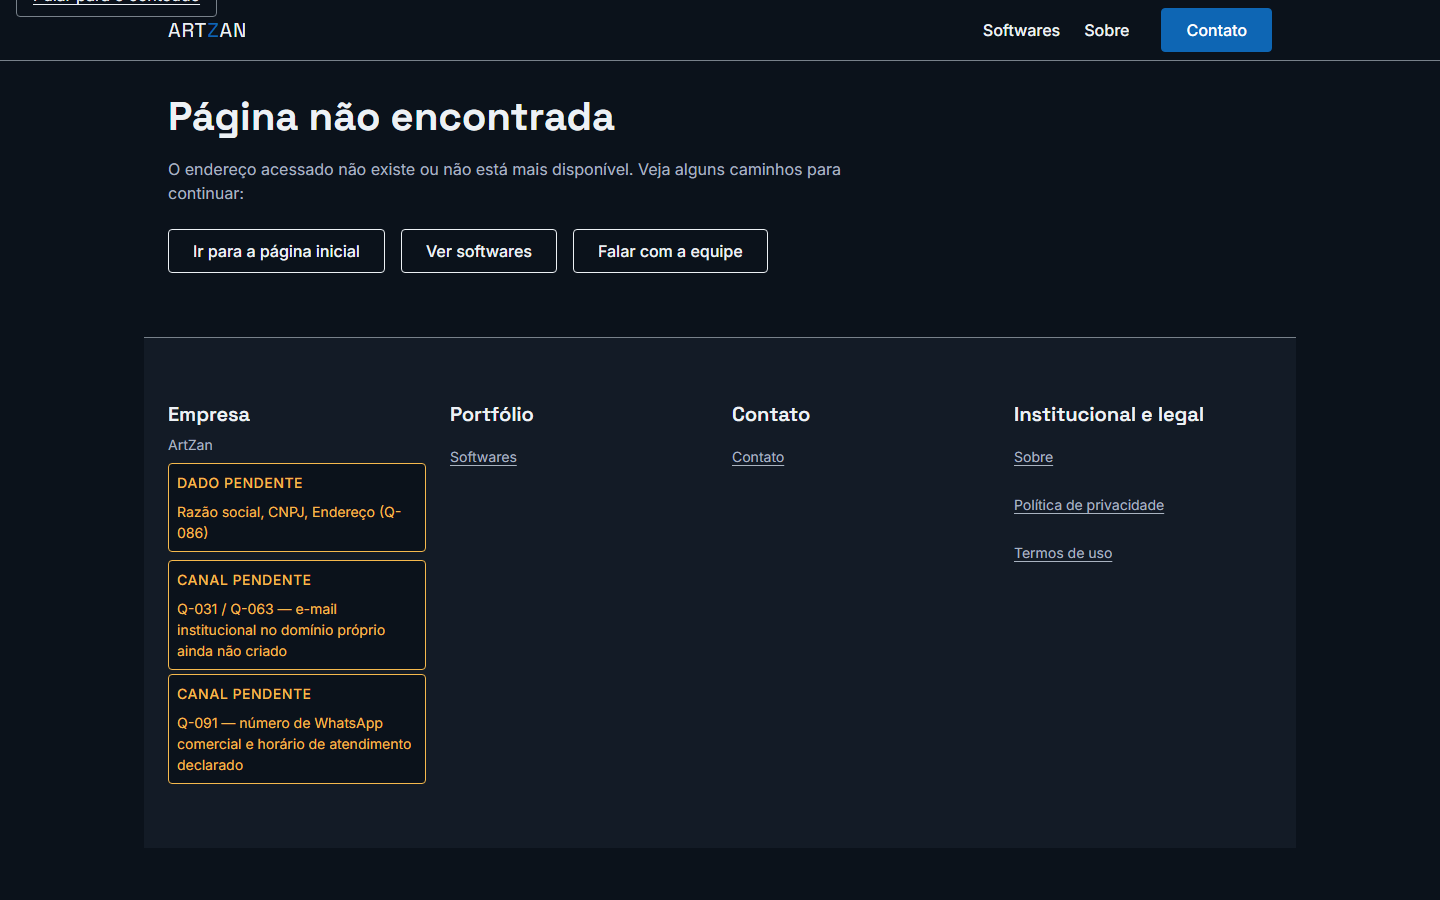 ARTZAN
Softwares
Sobre
Contato
Página não encontrada
O endereço acessado não existe ou não está mais disponível. Veja alguns caminhos para
continuar:
Ir para a página inicial
Ver softwares
Falar com a equipe
Empresa
ArtZan
DADO PENDENTE
Razão social, CNPJ, Endereço (Q-
086)
CANAL PENDENTE
Q-031 / Q-063 — e-mail
institucional no domínio próprio
ainda não criado
CANAL PENDENTE
Q-091 — número de WhatsApp
comercial e horário de atendimento
declarado
Portfólio
Softwares
Contato
Contato
Institucional e legal
Sobre
Política de privacidade
Termos de uso